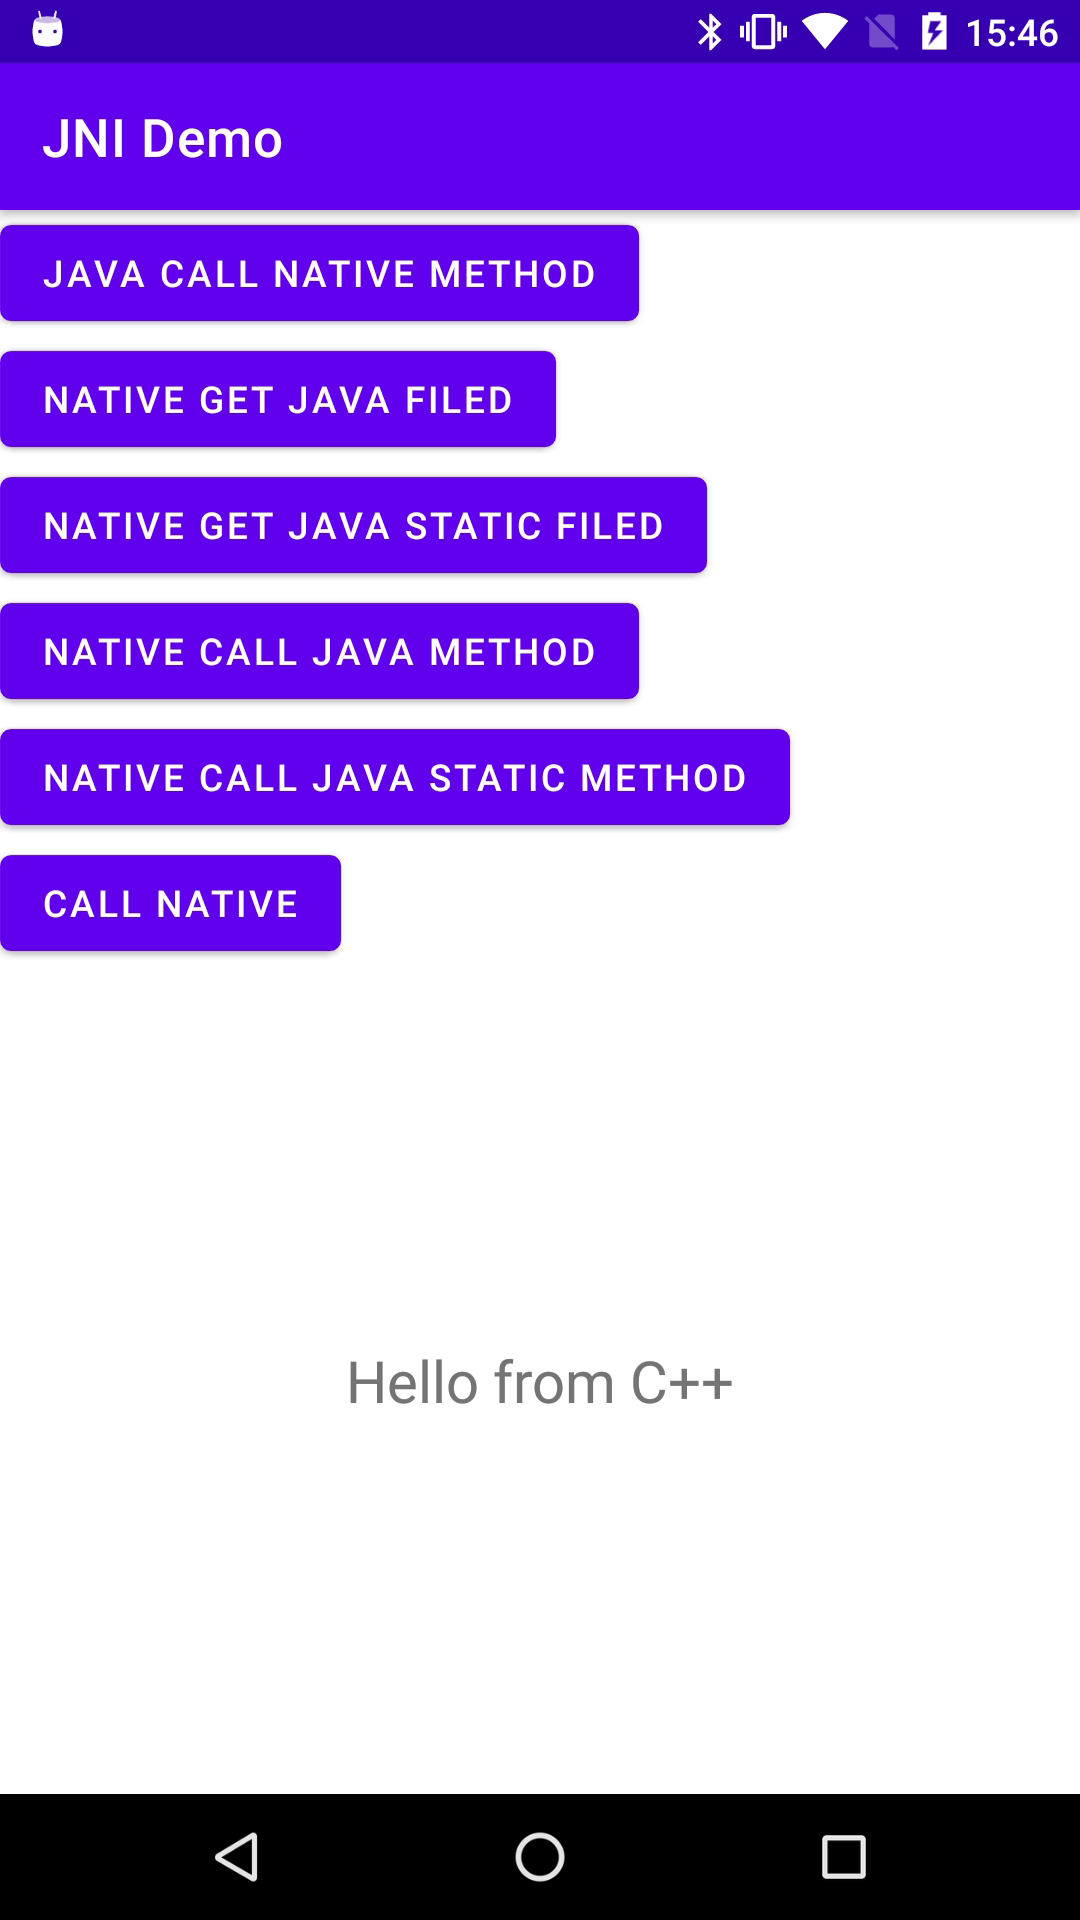 15:46
JNI Demo
JAVA CALL NATIVE METHOD
NATIVE GET JAVA FILED
NATIVE GET JAVA STATIC FILED
NATIVE CALL JAVA METHOD
NATIVE CALL JAVA STATIC METHOD
CALL NATIVE
Hello from C++